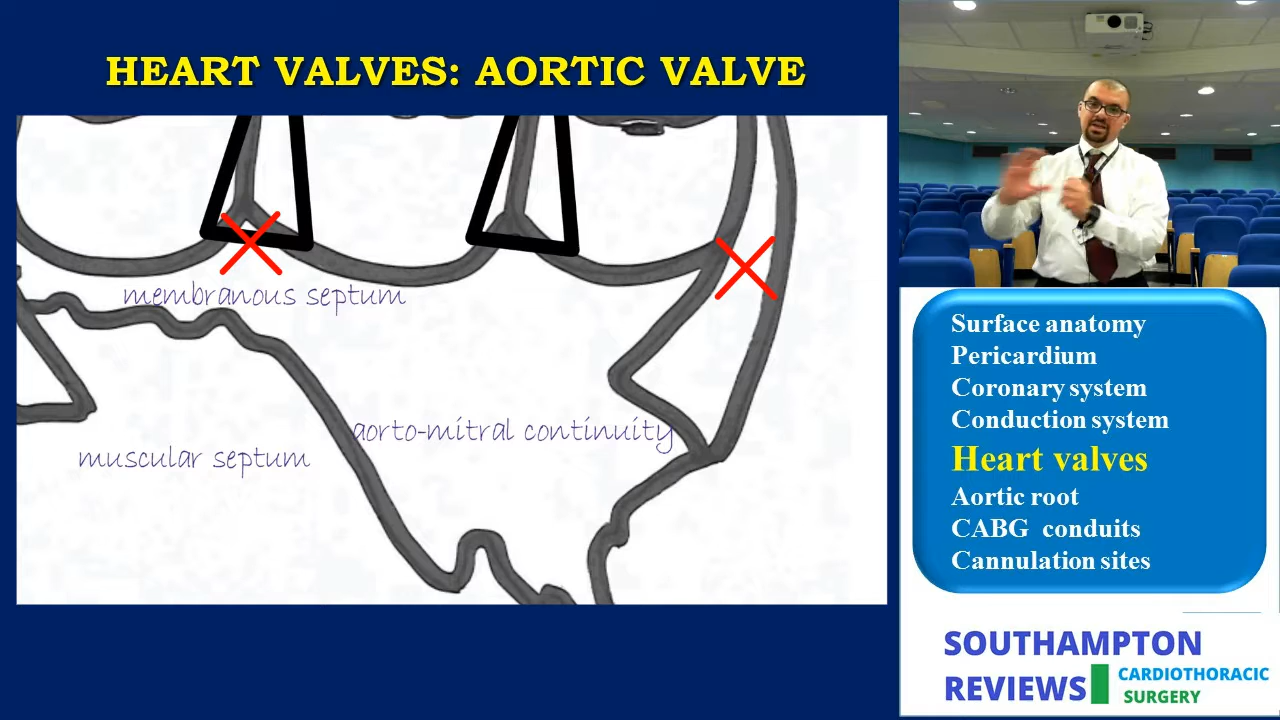 HEART VALVES: AORTIC VALVE
membranous septum
aorto-mitral continuity
muscular septum
Surface anatomy
Pericardium
Coronary system
Conduction system
Heart valves
Aortic root
CABG conduits
Cannulation sites
SOUTHAMPTON
REVIEWS
CARDIOTHORACIC
SURGERY